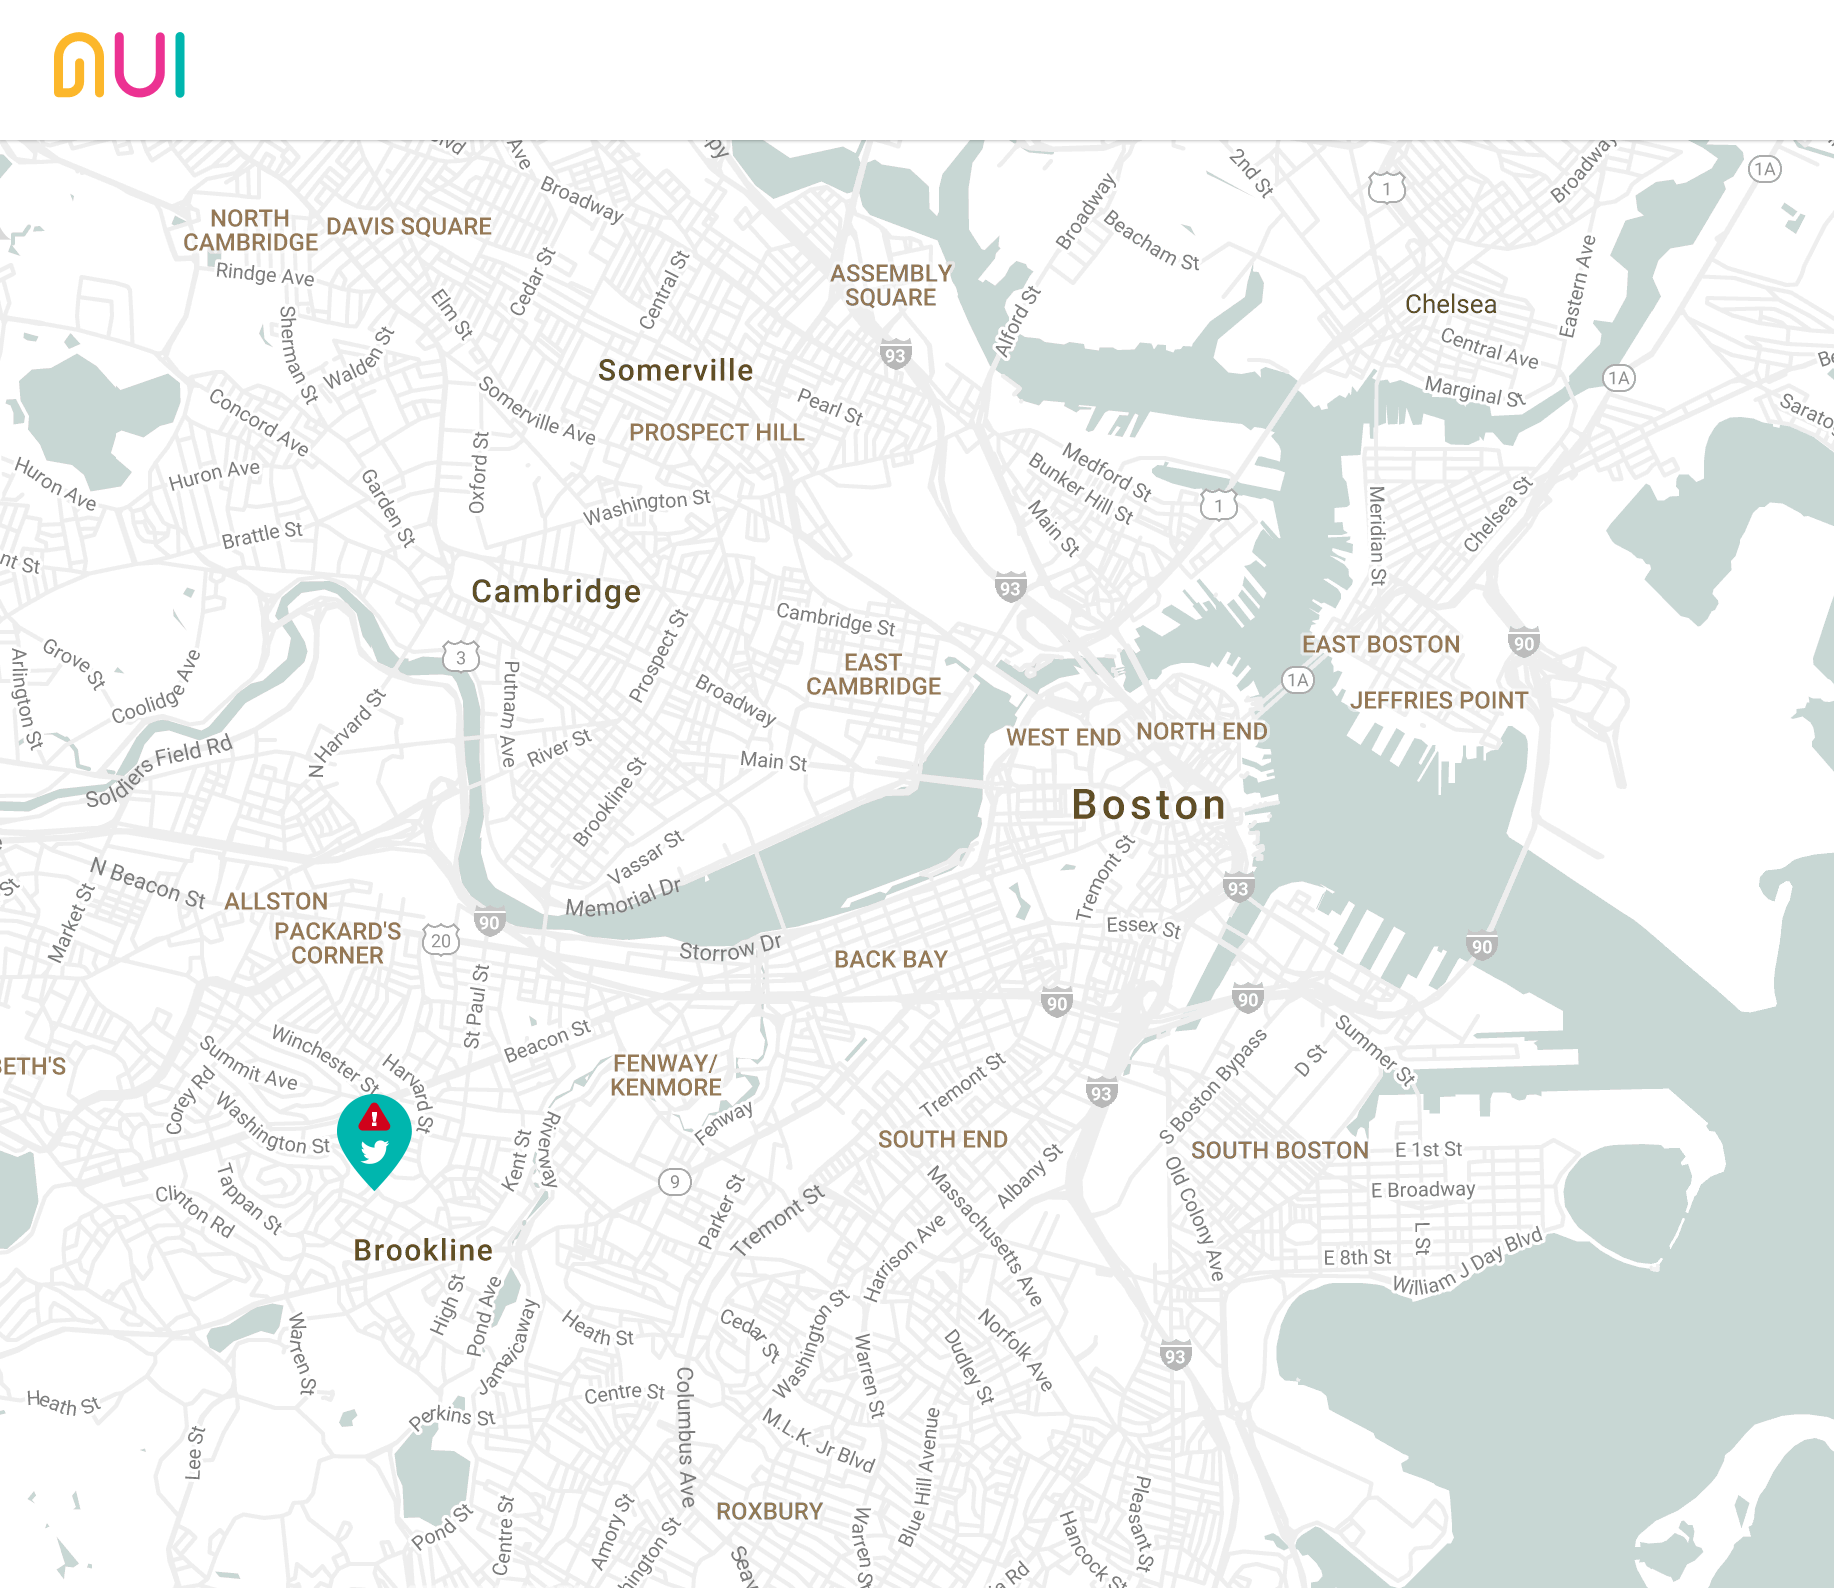 nUI
Ave
Broadway
2nd St
1
Broadway
1A
NORTH
CAMBRIDGE
DAVIS SQUARE
Rindge Ave
Broadway
Beacham St
Cedar St
Central St
ASSEMBLY
SQUARE
Alford St
Eastern Ave
Chelsea
Elm St
Sherman St
Walden St
93
Central Ave
Somerville
Marginal St
1A
Concord Ave
Somerville Ave
Pearl St
PROSPECT HILL
Huron Ave
Huron Ave
Garden St
Oxford St
Washington St
Medford St
Bunker Hill St
Main St
1
Meridian St
Chelsea St
Brattle St
nt St
Cambridge
93
Cambridge St
Prospect St
EAST BOSTON
90
Grove St
Arlington St
Coolidge Ave
3
Putnam Ave
EAST
CAMBRIDGE
1A
JEFFRIES POINT
Broadway
WEST END
NORTH END
N Harvard St
Soldiers Field Rd
River St
Main St
Brookline St
Boston
Vassar St
Memorial Dr
Tremont St
93
N Beacon St
Market St
St
ALLSTON
PACKARD'S
CORNER
20
90
Storrow Dr
Essex St
BACK BAY
90
90
90
St Paul St
Beacon St
Winchester St
Summit Ave
Harvard St
Corey Rd
Washington St
BETH'S
FENWAY/
KENMORE
Fenway
Tremont St
93
S Boston Bypass
D St
Summer St
SOUTH END
SOUTH BOSTON
E 1st St
E Broadway
L St
E 8th St
William J Day Blvd
Old Colony Ave
Kent St
Riverway
9
Parker St
Tremont St
Albany St
Massachusetts Ave
Harrison Ave
Tappan St
Clinton Rd
Brookline
High St
Pond Ave
Jamaicaway
Heath St
Cedar St
Washington St
Warren St
Dudley St
Norfolk Ave
93
Warren St
Heath St
Lee St
Perkins St
Centre St
Columbus Ave
M.L.K. Jr Blvd
Blue Hill Avenue
Pond St
Centre St
Amory St
hington St
ROXBURY
Warren St
Hancock St
Pleasant St